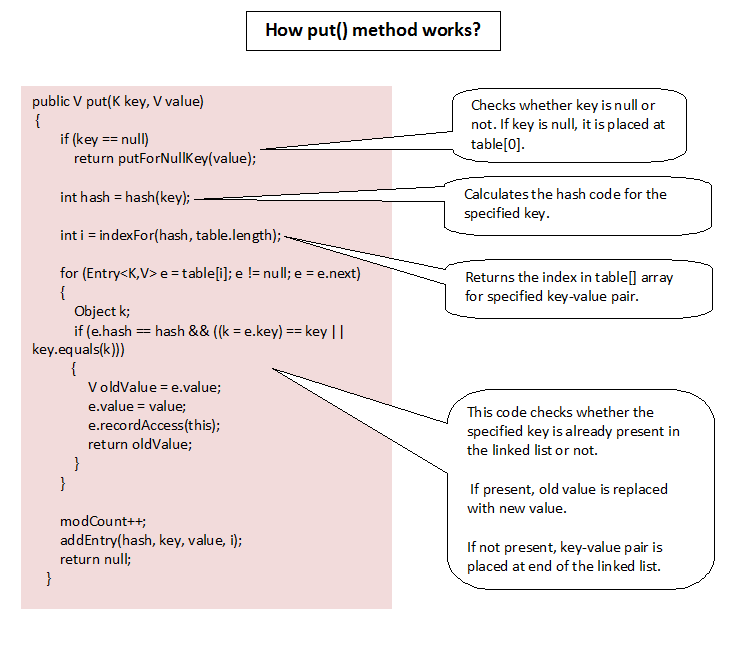 How put() method works?
public V put(K key, V value)
{
if (key == null)
return putForNullKey(value);
int hash = hash(key);
int i = indexFor(hash, table.length);
for (Entry<K,V> e = table[i]; e != null; e = e.next)
{
Object k;
if (e.hash == hash && ((k = e.key) == key ||
key.equals(k)))
{
V oldValue = e.value;
e.value = value;
e.recordAccess(this);
return oldValue;
}
}
modCount++;
addEntry(hash, key, value, i);
return null;
}
Checks whether key is null or
not. If key is null, it is placed at
table[0].
Calculates the hash code for the
specified key.
Returns the index in table[] array
for specified key-value pair.
This code checks whether the
specified key is already present in
the linked list or not.
If present, old value is replaced
with new value.
If not present, key-value pair is
placed at end of the linked list.